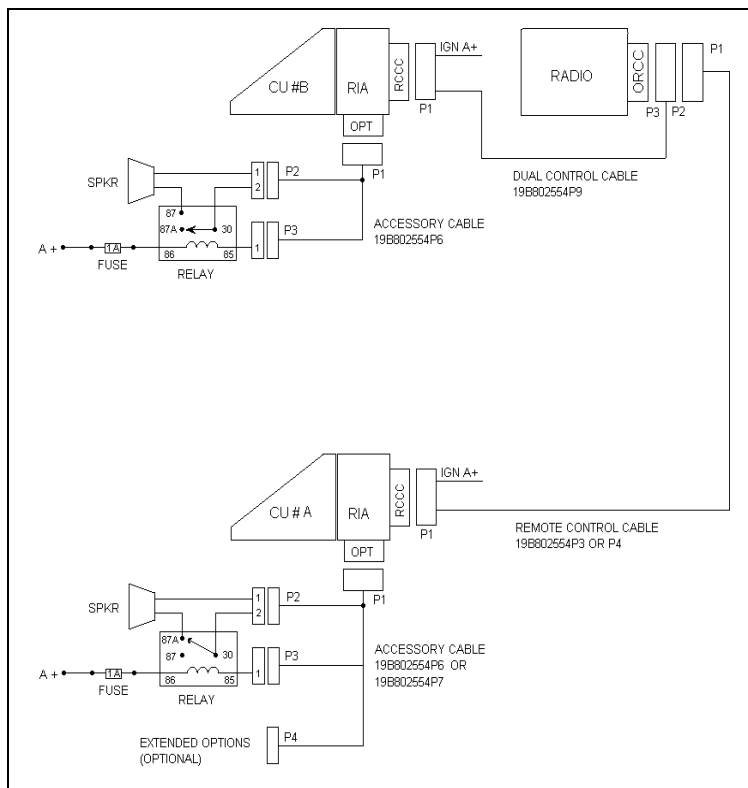 CU #B
RIA
RCCC
OPT
P1
IGN A+
RADIO
ORCC
P3
P2
P1
DUAL CONTROL CABLE
19B802554P9
P1
SPKR
1
2
P2
87
87A
30
86
85
RELAY
A +
1A
FUSE
1
P3
ACCESSORY CABLE
19B802554P6
CU # A
RIA
RCCC
OPT
P1
IGN A+
REMOTE CONTROL CABLE
19B802554P3 OR P4
P1
SPKR
1
2
P2
87A
87
30
86
85
RELAY
A +
1A
FUSE
1
P3
ACCESSORY CABLE
19B802554P6 OR
19B802554P7
EXTENDED OPTIONS
(OPTIONAL)
P4